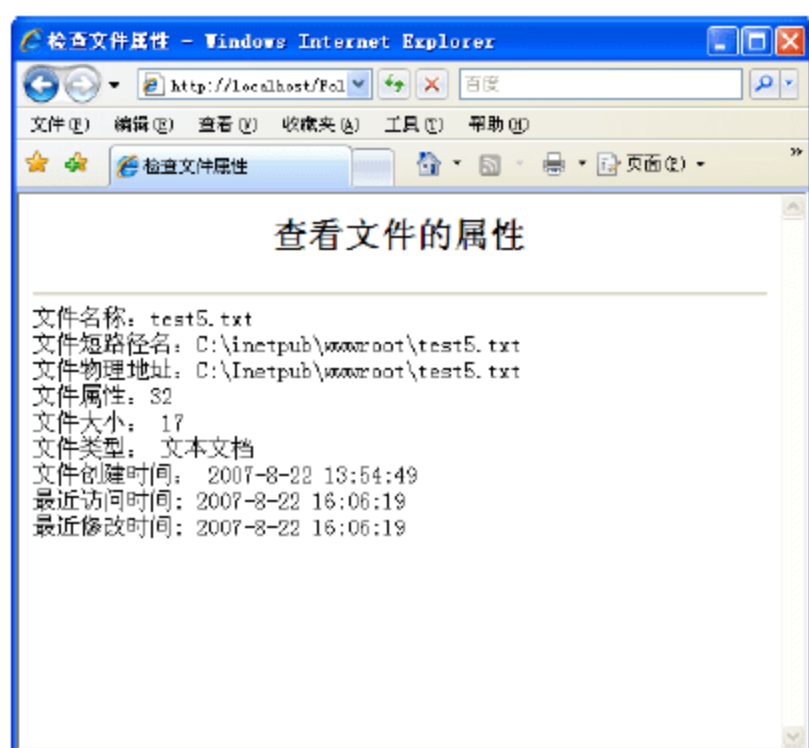 检查文件属性 - Windows Internet Explorer
http://localhost/Fol
百度
文件(F) 编辑(E) 查看(V) 收藏夹(A) 工具(T) 帮助(H)
检查文件属性
页面(P)
查看文件的属性
文件名称：test5.txt
文件短路径名：C:\inetpub\wwwroot\test5.txt
文件物理地址：C:\Inetpub\wwwroot\test5.txt
文件属性：32
文件大小： 17
文件类型： 文本文档
文件创建时间： 2007-8-22 13:54:49
最近访问时间：2007-8-22 16:06:19
最近修改时间：2007-8-22 16:06:19